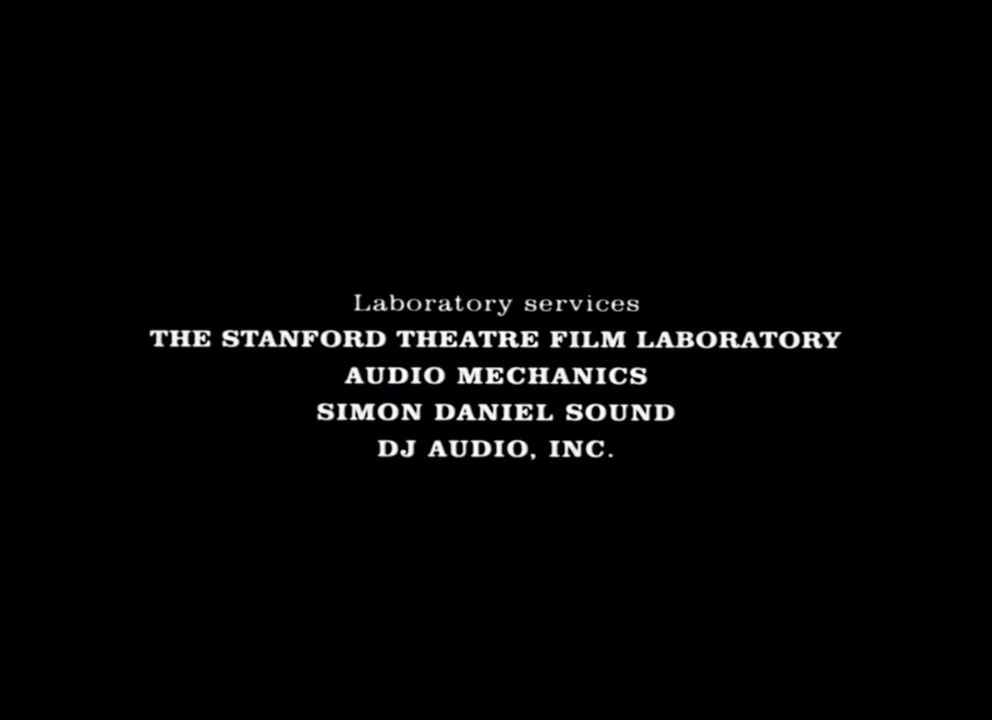 Laboratory services
THE STANFORD THEATRE FILM LABORATORY
AUDIO MECHANICS
SIMON DANIEL SOUND
DJ AUDIO, INC.